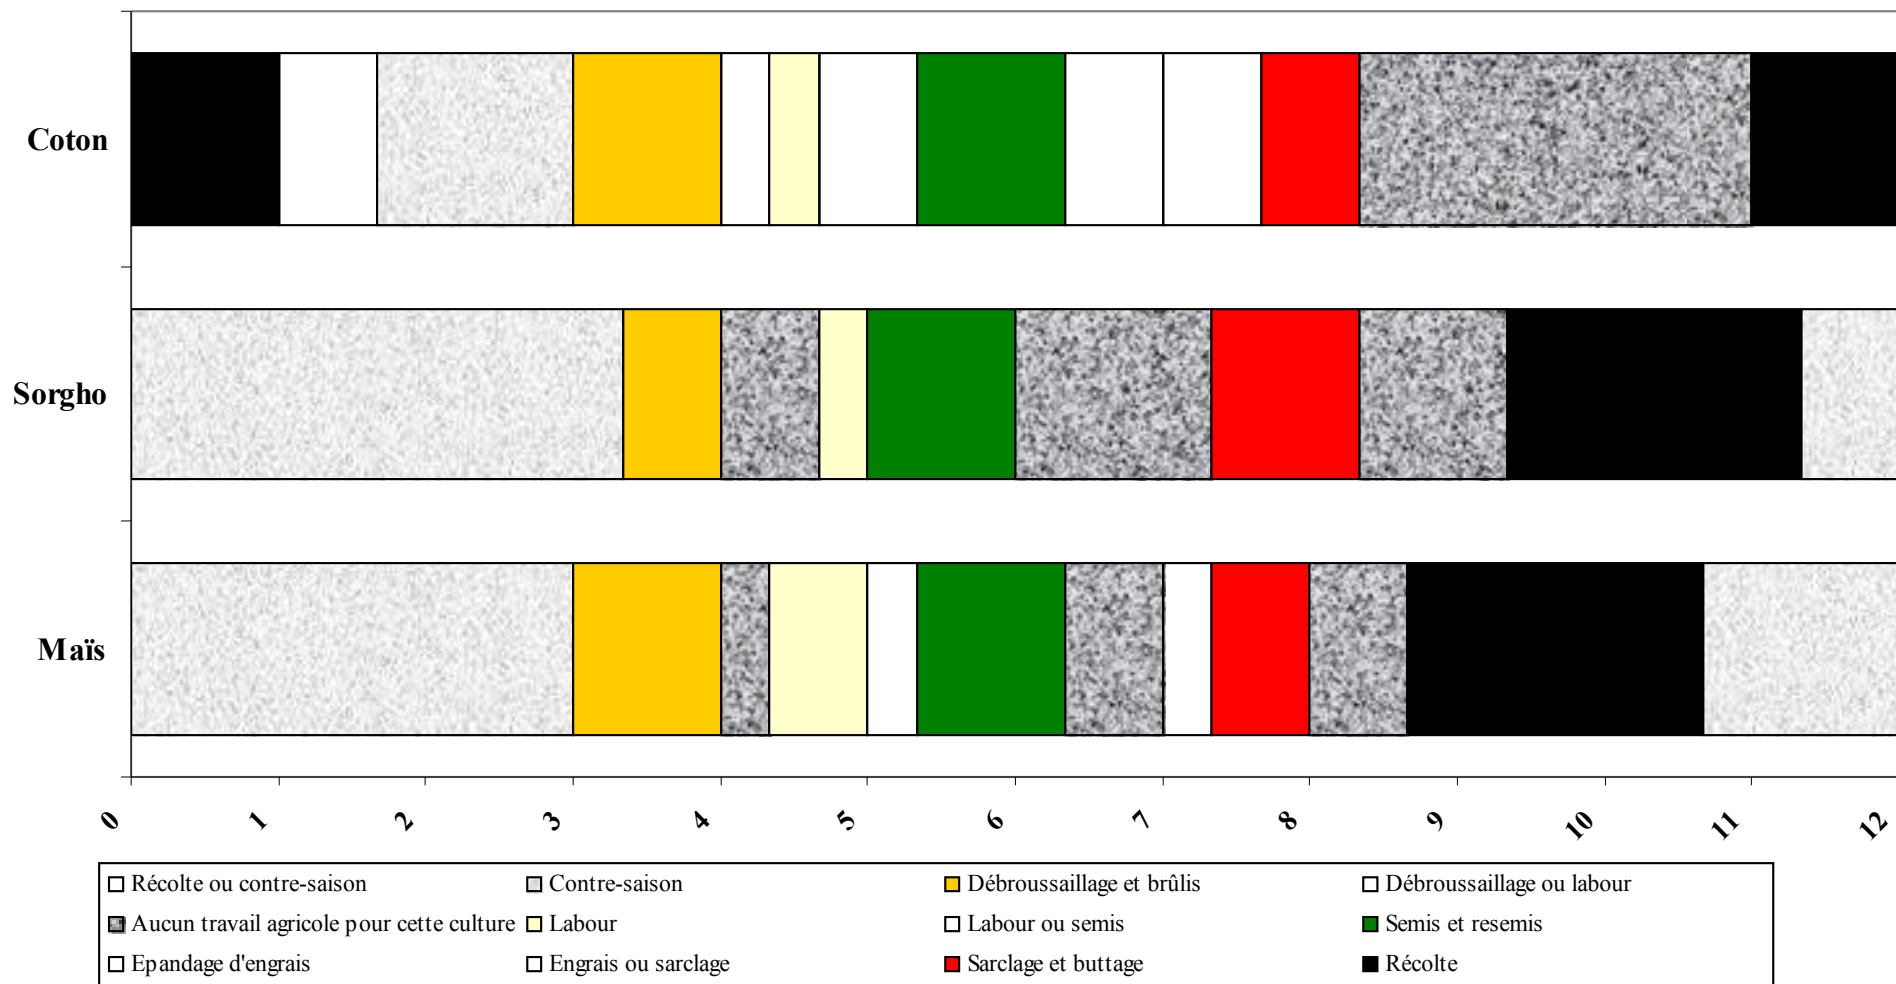 Coton
Sorgho
Maïs
0 1 2 3 4 5 6 7 8 9 10 11 12
Récolte ou contre-saison Contre-saison Débroussaillage et brûlis Débroussaillage ou labour
Aucun travail agricole pour cette culture Labour Labour ou semis Semis et resemis
Epandage d'engrais Engrais ou sarclage Sarclage et buttage Récolte